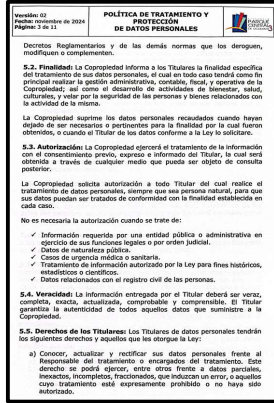 Versión: 02
Fecha: noviembre de 2024
Página: 3 de 11
POLÍTICA DE TRATAMIENTO Y
PROTECCIÓN
DE DATOS PERSONALES
PARQUE
CENTRAL
Decretos Reglamentarios y de las demás normas que los deroguen,
modifiquen o complementen.
5.2. Finalidad: La Copropiedad informa a los Titulares la finalidad específica
del tratamiento de sus datos personales, el cual en todo caso tendrá como fin
principal realizar la gestión administrativa, contable, fiscal, y operativa de la
Copropiedad; así como el desarrollo de actividades de bienestar, salud,
culturales, y velar por la seguridad de las personas y bienes relacionados con
la actividad de la misma.
La Copropiedad suprime los datos personales recaudados cuando hayan
dejado de ser necesarios o pertinentes para la finalidad por la cual fueron
obtenidos, o cuando el Titular de los datos conforme a la Ley lo solicitare.
5.3. Autorización: La Copropiedad ejercerá el tratamiento de la información
con el consentimiento previo, expreso e informado del Titular, la cual será
obtenida a través de cualquier medio que pueda ser objeto de consulta
posterior.
La Copropiedad solicita autorización a todo Titular del cual realice el
tratamiento de datos personales, siempre que sea persona natural, para que
sus datos puedan ser tratados de conformidad con la finalidad establecida en
cada caso.
No es necesaria la autorización cuando se trate de:
✓ Información requerida por una entidad pública o administrativa en
ejercicio de sus funciones legales o por orden judicial.
✓ Datos de naturaleza pública.
✓ Casos de urgencia médica o sanitaria.
✓ Tratamiento de información autorizado por la Ley para fines históricos,
estadísticos o científicos.
✓ Datos relacionados con el registro civil de las personas.
5.4. Veracidad: La información entregada por el Titular deberá ser veraz,
completa, exacta, actualizada, comprobable y comprensible. El Titular
garantiza la autenticidad de todos aquellos datos que suministre a la
Copropiedad.
5.5. Derechos de los Titulares: Los Titulares de datos personales tendrán
los siguientes derechos y aquellos que les otorgue la Ley:
a) Conocer, actualizar y rectificar sus datos personales frente al
Responsable del tratamiento o encargados del tratamiento. Este
derecho se podrá ejercer, entre otros frente a datos parciales,
inexactos, incompletos, fraccionados, que induzcan un error, o aquellos
cuyo tratamiento esté expresamente prohibido o no haya sido
autorizado.